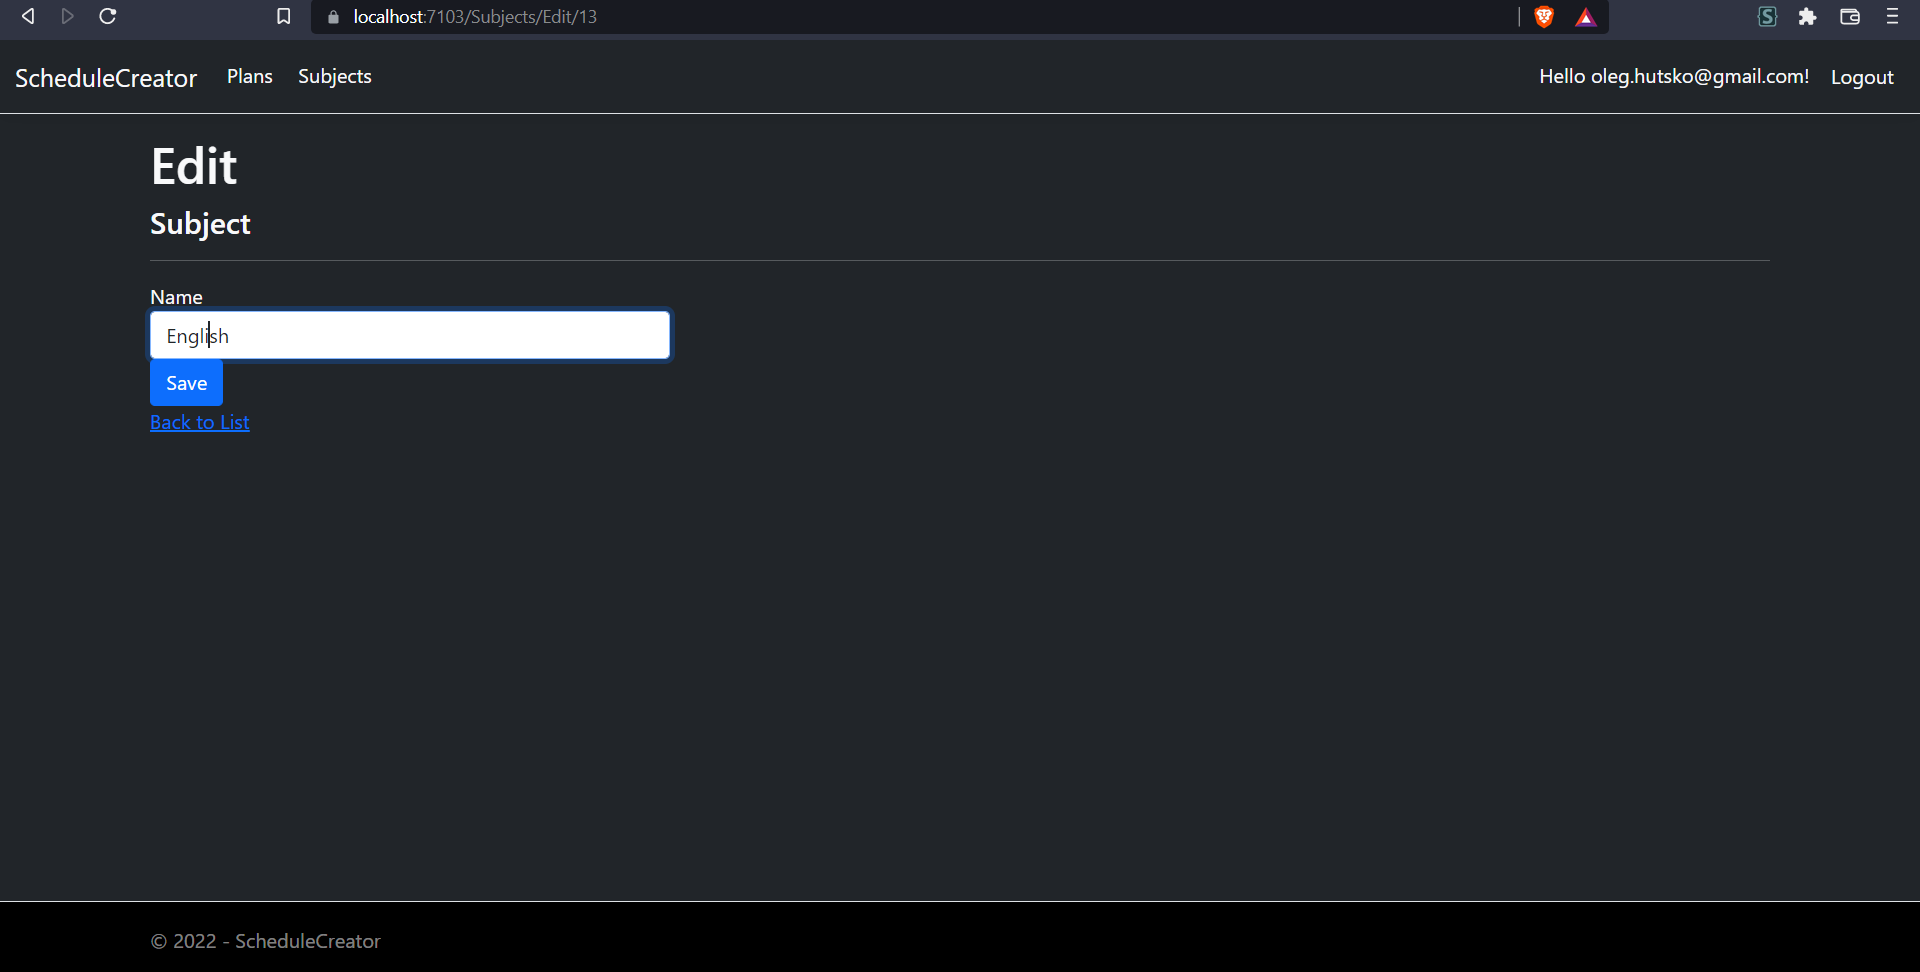 localhost:7103/Subjects/Edit/13
ScheduleCreator Plans Subjects Hello oleg.hutsko@gmail.com! Logout
Edit
Subject
Name
English
Save
Back to List
© 2022 - ScheduleCreator